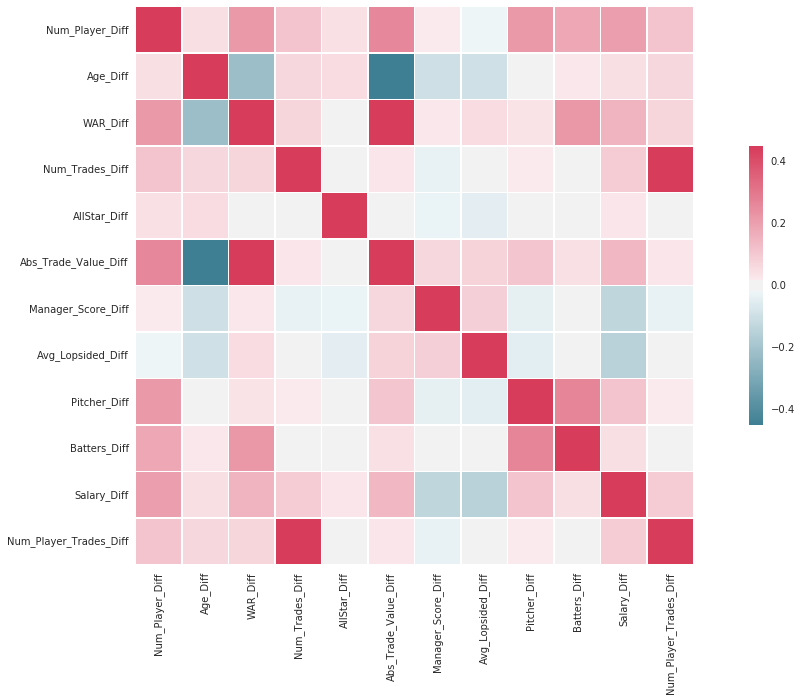 Num_Player_Diff
Age_Diff
WAR_Diff
Num_Trades_Diff
AllStar_Diff
Abs_Trade_Value_Diff
Manager_Score_Diff
Avg_Lopsided_Diff
Pitcher_Diff
Batters_Diff
Salary_Diff
Num_Player_Trades_Diff
Num_Player_Diff
Age_Diff
WAR_Diff
Num_Trades_Diff
AllStar_Diff
Abs_Trade_Value_Diff
Manager_Score_Diff
Avg_Lopsided_Diff
Pitcher_Diff
Batters_Diff
Salary_Diff
Num_Player_Trades_Diff
0.4
0.2
0.0
−0.2
−0.4